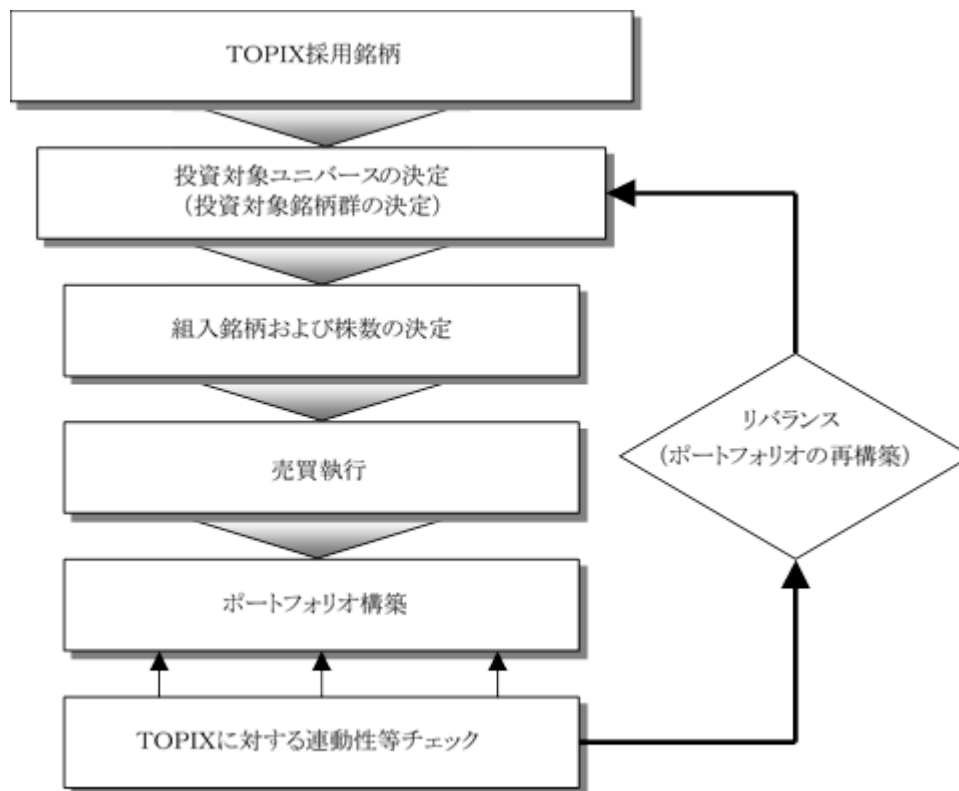 TOPIX採用銘柄
投資対象ユニバースの決定
（投資対象銘柄群の決定）
組入銘柄および株数の決定
売買執行
ポートフォリオ構築
TOPIXに対する連動性等チェック
リバランス
（ポートフォリオの再構築）